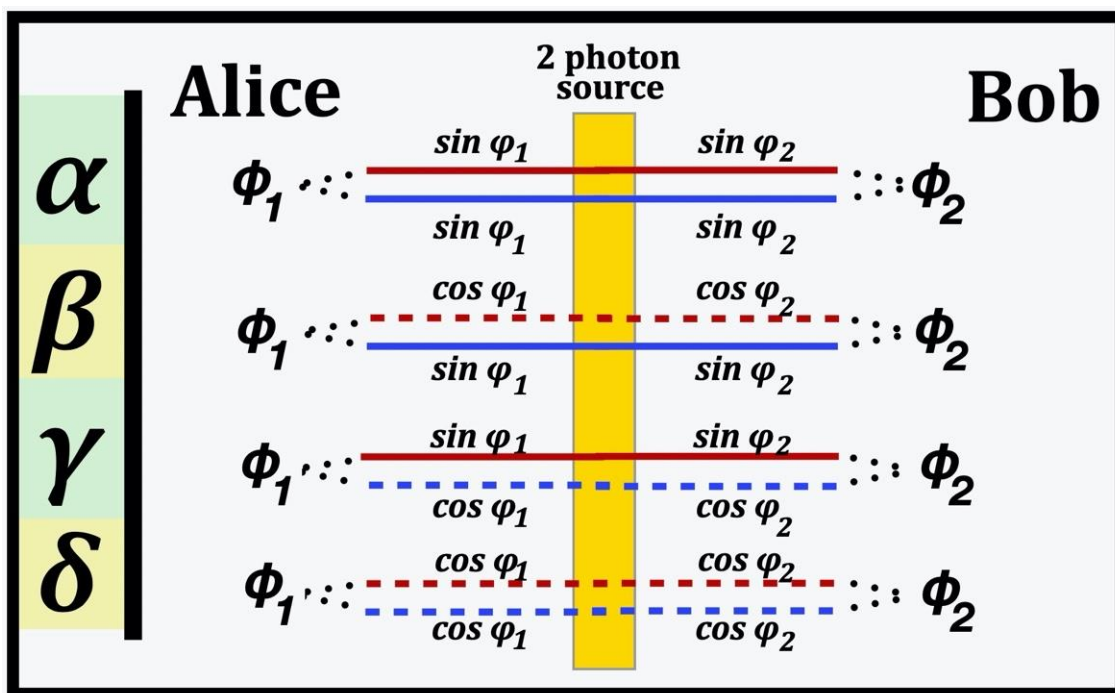 Alice
2 photon
source
Bob
α
ϕ1
sin φ1
sin φ2
sin φ1
sin φ2
ϕ2
β
ϕ1
cos φ1
cos φ2
sin φ1
sin φ2
ϕ2
γ
ϕ1
sin φ1
sin φ2
cos φ1
cos φ2
ϕ2
δ
ϕ1
cos φ1
cos φ2
cos φ1
cos φ2
ϕ2